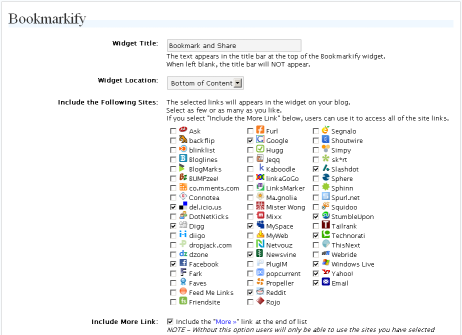 Bookmarkify
Widget Title:
Bookmark and Share
The text appears in the title bar at the top of the Bookmarkify widget.
When left blank, the title bar will NOT appear.
Widget Location:
Bottom of Content
Include the Following Sites:
The selected links will appears in the widget on your blog.
Select as few or as many as you like.
If you select "Include the More Link" below, users can use it to access all of the site links.
Ask Furl Segnalo
backflip Google Shoutwire
blinklist Hugg Simpy
Bloglines Jeqq sk*rt
BlogMarks Kaboodle Slashdot
BUMPzee! linkaGoGo Sphere
co.mments.com LinksMarker Sphinn
Connotea Ma.gnolia Spurl.net
del.icio.us Mister Wong Squidoo
DotNetKicks Mixx StumbleUpon
Digg MySpace Tailrank
diigo MyWeb Technorati
dropjack.com Netvouz ThisNext
dzone Newsvine Webride
Facebook PlugIM Windows Live
Fark popcurrent Yahoo!
Faves Propeller Email
Feed Me Links Reddit
Friendsite Rojo
Include More Link:
Include the "More »" link at the end of list
NOTE - Without this option users will only be able to use the sites you have selected